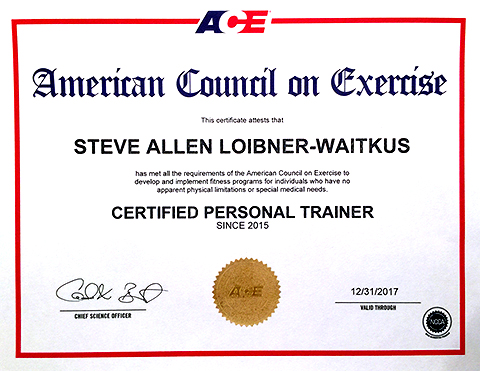 ACE
American Council on Exercise
This certificate attests that
STEVE ALLEN LOIBNER-WAITKUS
has met all the requirements of the American Council on Exercise to
develop and implement fitness programs for individuals who have no
apparent physical limitations or special medical needs.
CERTIFIED PERSONAL TRAINER
SINCE 2015
12/31/2017
CHIEF SCIENCE OFFICER
ACE
VALID THROUGH
NCCA